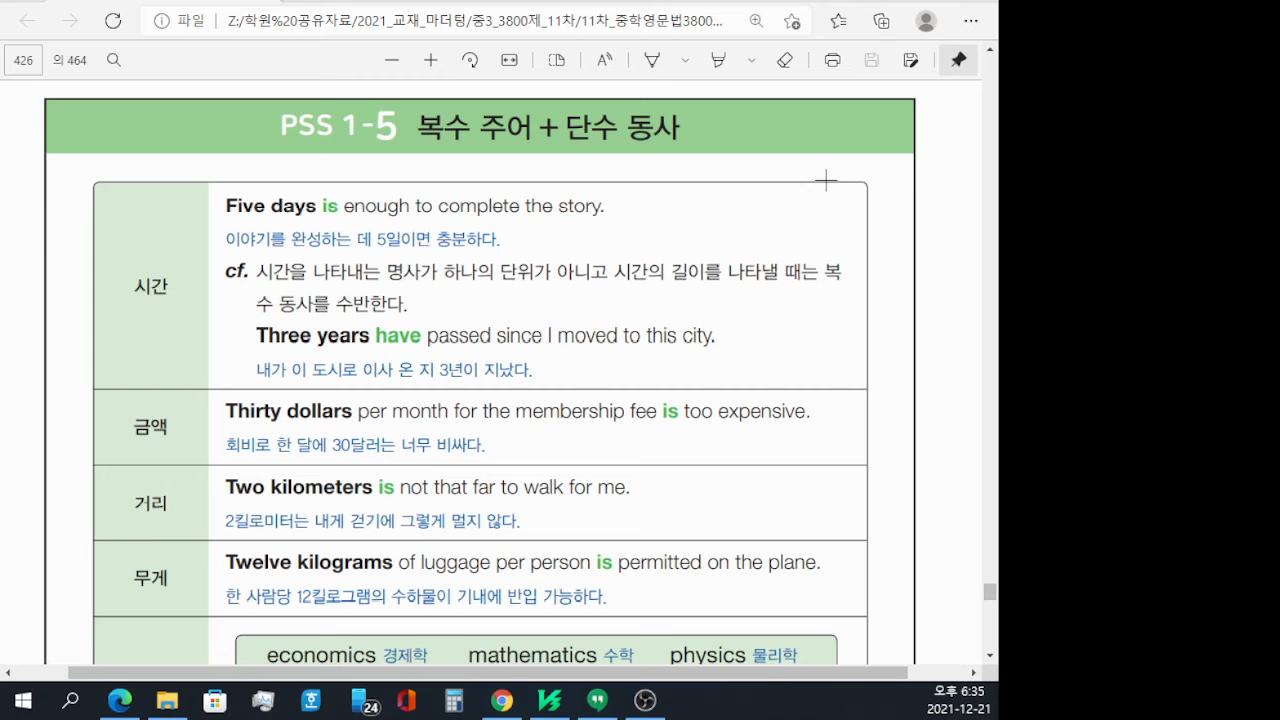 파일
Z:/학원%20공유자료/2021_교재_마더텅/중3_3800제_11차/11차_중학영문법3800...
426 의 464
PSS 1-5 복수 주어 + 단수 동사
시간
Five days is enough to complete the story.
이야기를 완성하는 데 5일이면 충분하다.
cf. 시간을 나타내는 명사가 하나의 단위가 아니고 시간의 길이를 나타낼 때는 복
수 동사를 수반한다.
Three years have passed since I moved to this city.
내가 이 도시로 이사 온 지 3년이 지났다.
금액
Thirty dollars per month for the membership fee is too expensive.
회비로 한 달에 30달러는 너무 비싸다.
거리
Two kilometers is not that far to walk for me.
2킬로미터는 내게 걷기에 그렇게 멀지 않다.
무게
Twelve kilograms of luggage per person is permitted on the plane.
한 사람당 12킬로그램의 수하물이 기내에 반입 가능하다.
economics 경제학 mathematics 수학 physics 물리학
24
오후 6:35
2021-12-21